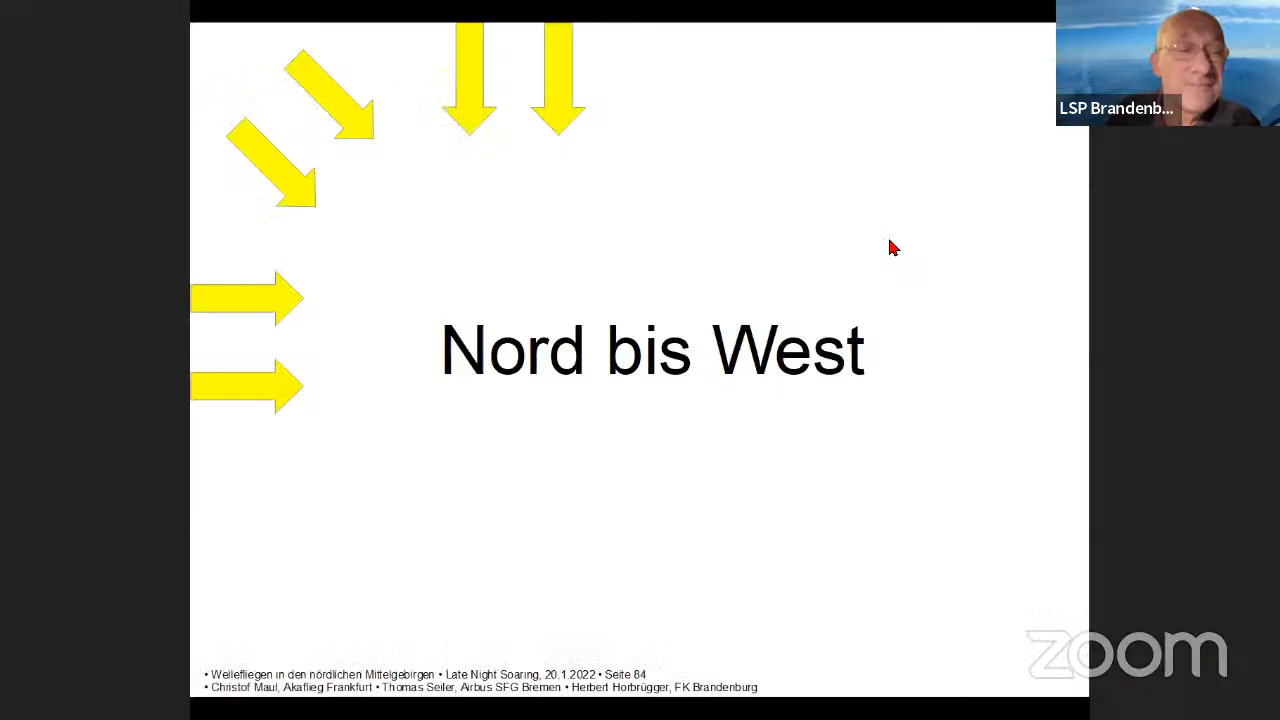 LSP Brandenb...
Nord bis West
• Wellefliegen in den nördlichen Mittelgebirgen • Late Night Soaring, 20.1.2022 • Seite 84
• Christof Maul, Akaflieg Frankfurt • Thomas Seiler, Airbus SFG Bremen • Herbert Horbrügger, FK Brandenburg
zoom